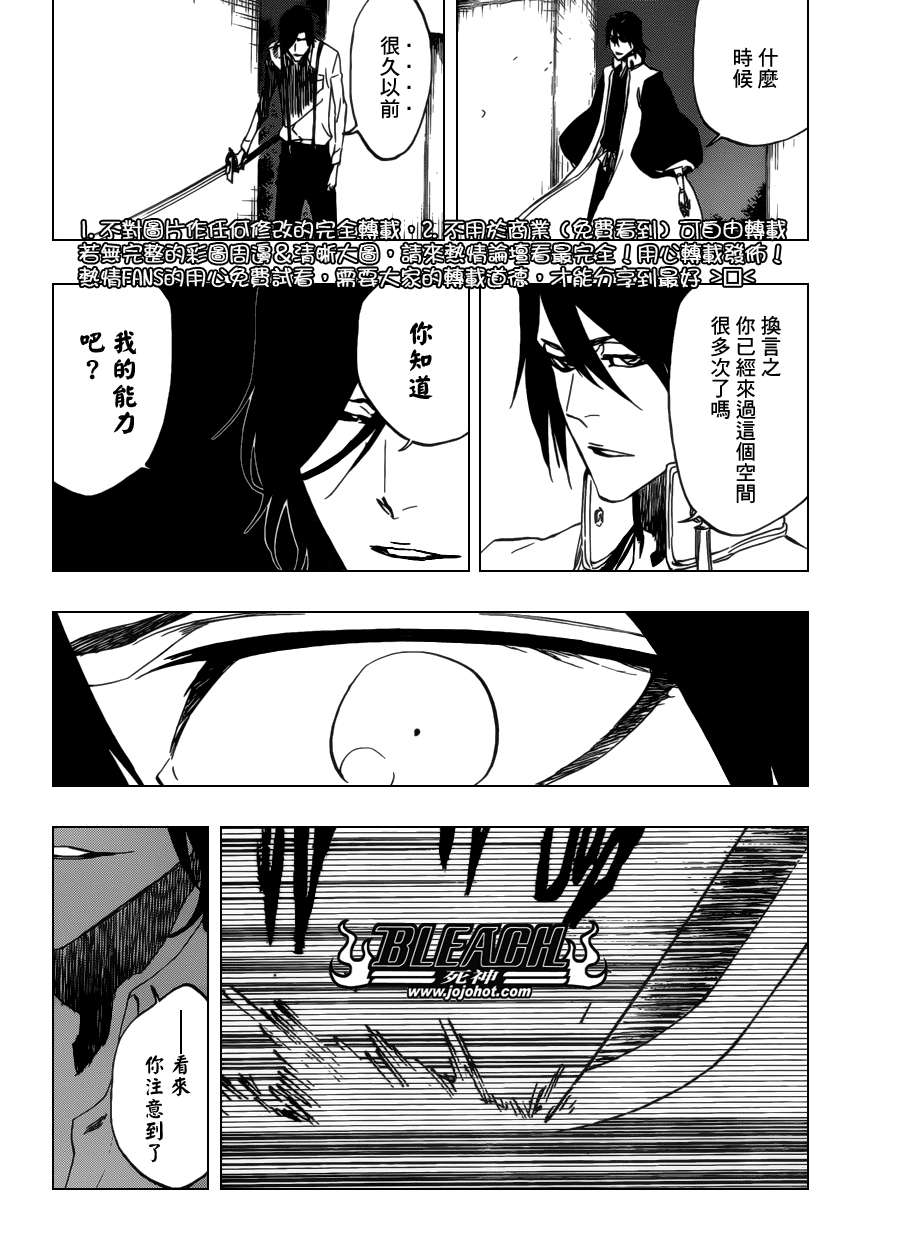 什麼
時候
・・・・
很久以前
1. 不對圖片作任何修改的完全轉載，2. 不用於商業（免費看到）可自由轉載
若無完整的彩圖周邊&清晰大圖，請來熱情論壇看最完全！用心轉載發佈！
熱情FANS的用心免費試看，需要大家的轉載道德，才能分享到最好 >□<
換言之
你已經來過這個空間
很多次了嗎
你知道
我的能力
吧？
BLEACH
死神
www.jojohot.com
——看來
你注意到了